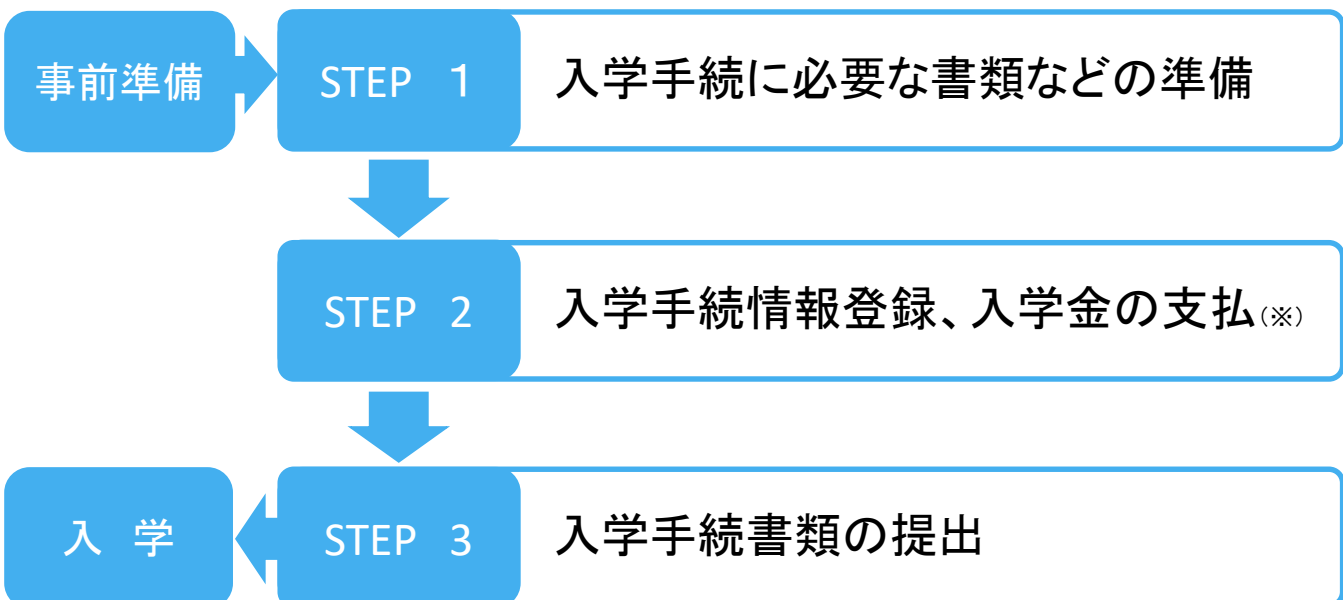 事前準備
STEP 1
入学手続に必要な書類などの準備
STEP 2
入学手続情報登録、入学金の支払(※)
入 学
STEP 3
入学手続書類の提出